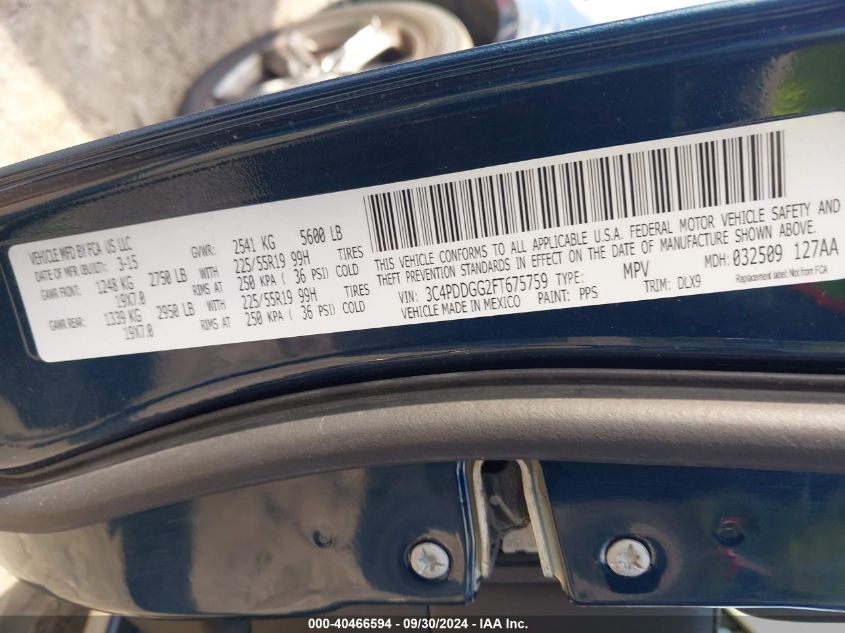 VEHICLE MFD BY FCA US LLC
DATE OF MFR (BUILT): 3-15 GVWR: 2541 KG 5600 LB
GAWR FRONT: 1248 KG 2750 LB WITH 225/55R19 99H TIRES
19X7.0 RIMS AT 250 KPA ( 36 PSI) COLD
GAWR REAR: 1339 KG 2950 LB WITH 225/55R19 99H TIRES
19X7.0 RIMS AT 250 KPA ( 36 PSI) COLD
THIS VEHICLE CONFORMS TO ALL APPLICABLE U.S.A. FEDERAL MOTOR VEHICLE SAFETY AND
THEFT PREVENTION STANDARDS IN EFFECT ON THE DATE OF MANUFACTURE SHOWN ABOVE.
VIN: 3C4PDDGG2FT675759 TYPE: MPV MDH: 032509 127AA
VEHICLE MADE IN MEXICO PAINT: PPS TRIM: DLX9 Replacement label: Not from FCA
000-40466594 - 09/30/2024 - IAA Inc.